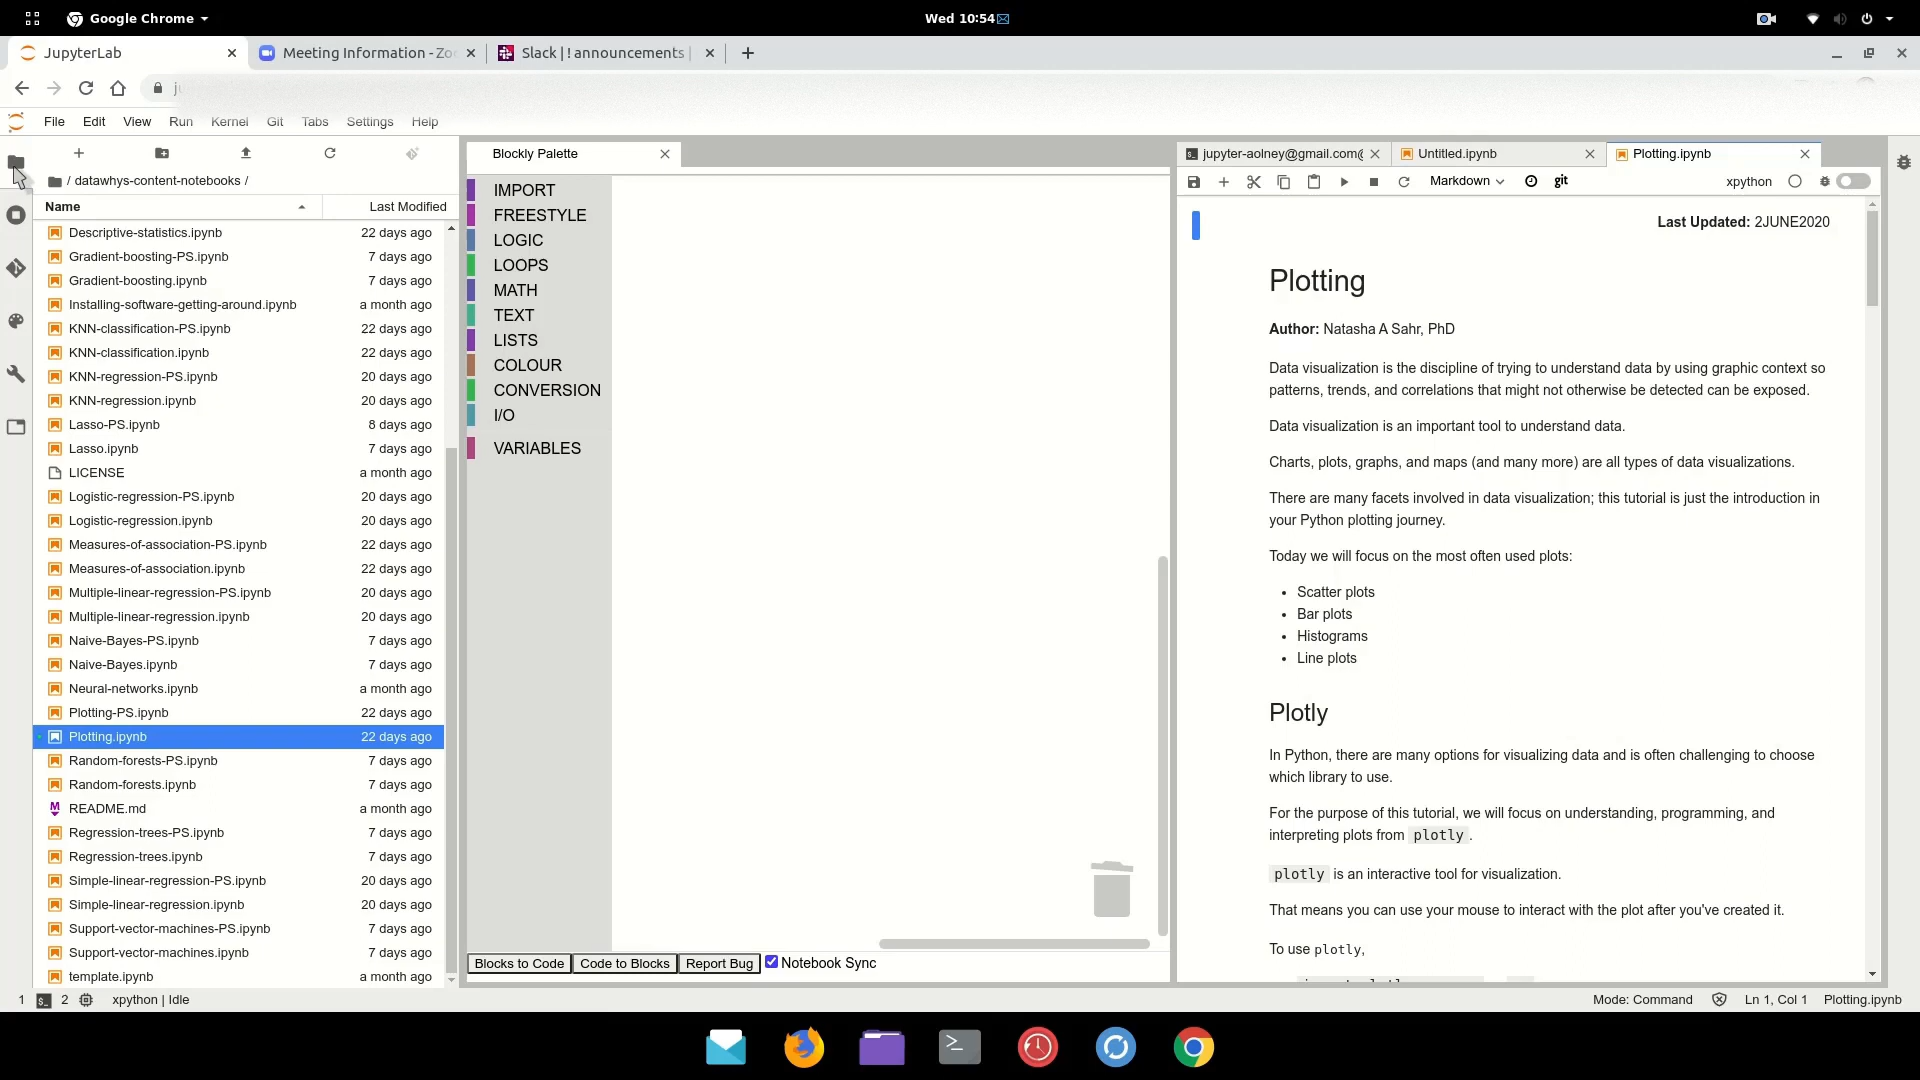 Google Chrome
Wed 10:54
JupyterLab
Meeting Information - Zo
Slack | ! announcements |
File Edit View Run Kernel Git Tabs Settings Help
/ datawhys-content-notebooks /
Name Last Modified
Descriptive-statistics.ipynb 22 days ago
Gradient-boosting-PS.ipynb 7 days ago
Gradient-boosting.ipynb 7 days ago
Installing-software-getting-around.ipynb a month ago
KNN-classification-PS.ipynb 22 days ago
KNN-classification.ipynb 22 days ago
KNN-regression-PS.ipynb 20 days ago
KNN-regression.ipynb 20 days ago
Lasso-PS.ipynb 8 days ago
Lasso.ipynb 7 days ago
LICENSE a month ago
Logistic-regression-PS.ipynb 20 days ago
Logistic-regression.ipynb 20 days ago
Measures-of-association-PS.ipynb 22 days ago
Measures-of-association.ipynb 22 days ago
Multiple-linear-regression-PS.ipynb 20 days ago
Multiple-linear-regression.ipynb 20 days ago
Naive-Bayes-PS.ipynb 7 days ago
Naive-Bayes.ipynb 7 days ago
Neural-networks.ipynb a month ago
Plotting-PS.ipynb 22 days ago
Plotting.ipynb 22 days ago
Random-forests-PS.ipynb 7 days ago
Random-forests.ipynb 7 days ago
README.md a month ago
Regression-trees-PS.ipynb 7 days ago
Regression-trees.ipynb 7 days ago
Simple-linear-regression-PS.ipynb 20 days ago
Simple-linear-regression.ipynb 20 days ago
Support-vector-machines-PS.ipynb 7 days ago
Support-vector-machines.ipynb 7 days ago
template.ipynb a month ago
Blockly Palette
IMPORT
FREESTYLE
LOGIC
LOOPS
MATH
TEXT
LISTS
COLOUR
CONVERSION
I/O
VARIABLES
Blocks to Code Code to Blocks Report Bug Notebook Sync
jupyter-aolney@gmail.com Untitled.ipynb Plotting.ipynb
Markdown git xpython
Last Updated: 2JUNE2020
Plotting
Author: Natasha A Sahr, PhD
Data visualization is the discipline of trying to understand data by using graphic context so
patterns, trends, and correlations that might not otherwise be detected can be exposed.
Data visualization is an important tool to understand data.
Charts, plots, graphs, and maps (and many more) are all types of data visualizations.
There are many facets involved in data visualization; this tutorial is just the introduction in
your Python plotting journey.
Today we will focus on the most often used plots:
• Scatter plots
• Bar plots
• Histograms
• Line plots
Plotly
In Python, there are many options for visualizing data and is often challenging to choose
which library to use.
For the purpose of this tutorial, we will focus on understanding, programming, and
interpreting plots from plotly.
plotly is an interactive tool for visualization.
That means you can use your mouse to interact with the plot after you've created it.
To use plotly,
1 2 xpython | Idle
Mode: Command Ln 1, Col 1 Plotting.ipynb